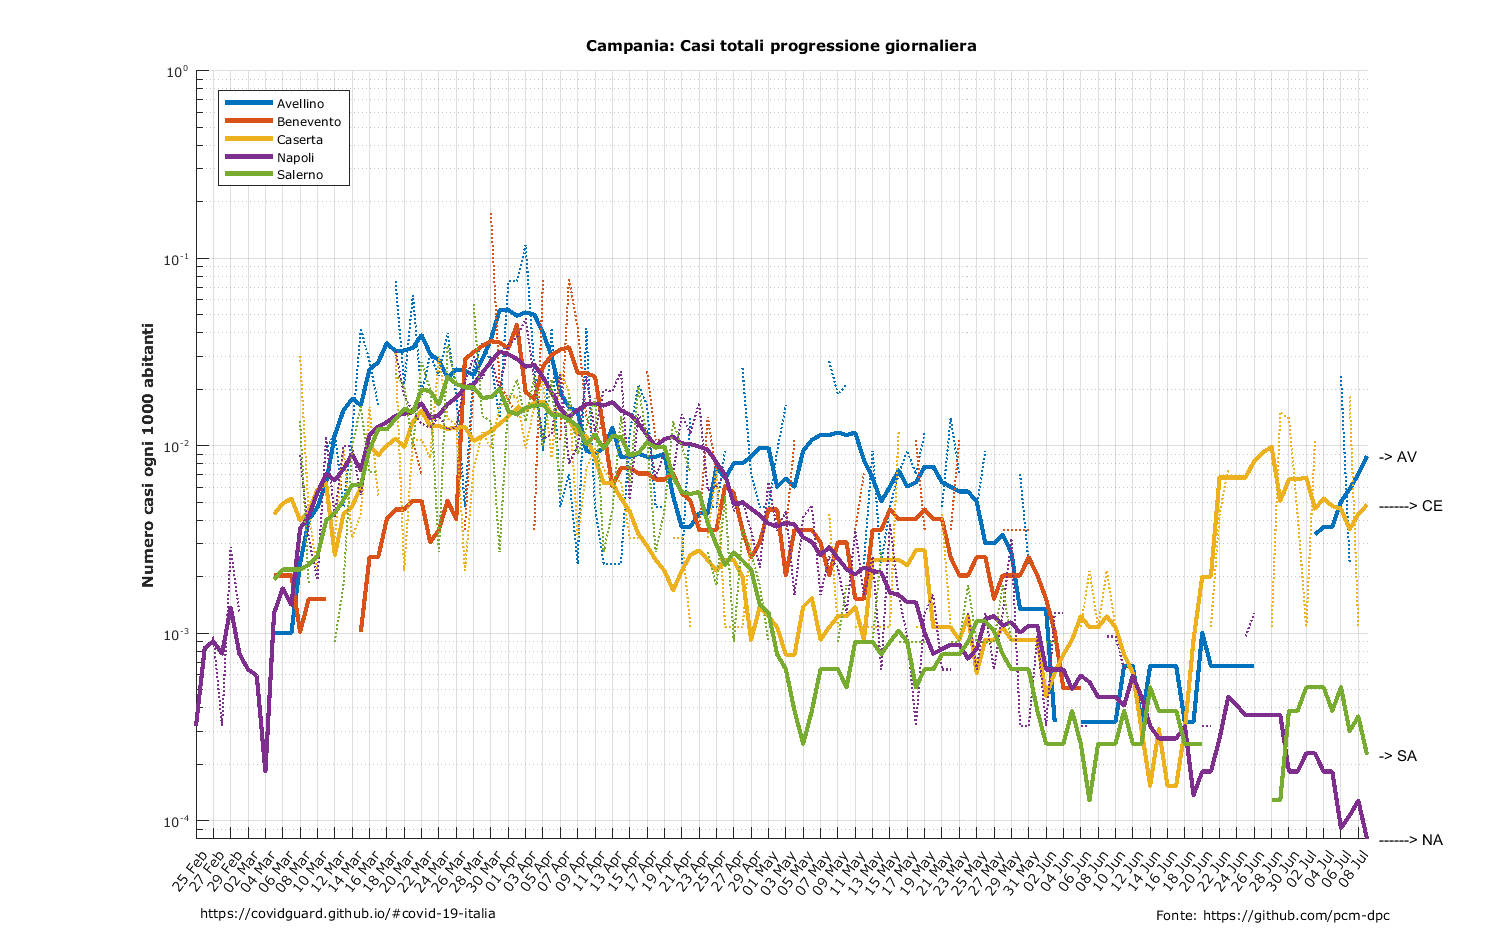 Campania: Casi totali progressione giornaliera
10^0
10^-1
10^-2
10^-3
10^-4
Numero casi ogni 1000 abitanti
Avellino
Benevento
Caserta
Napoli
Salerno
-> AV
------> CE
-> SA
------> NA
25 Feb
27 Feb
29 Feb
02 Mar
04 Mar
06 Mar
08 Mar
10 Mar
12 Mar
14 Mar
16 Mar
18 Mar
20 Mar
22 Mar
24 Mar
26 Mar
28 Mar
30 Mar
01 Apr
03 Apr
05 Apr
07 Apr
09 Apr
11 Apr
13 Apr
15 Apr
17 Apr
19 Apr
21 Apr
23 Apr
25 Apr
27 Apr
29 Apr
01 May
03 May
05 May
07 May
09 May
11 May
13 May
15 May
17 May
19 May
21 May
23 May
25 May
27 May
29 May
31 May
02 Jun
04 Jun
06 Jun
08 Jun
10 Jun
12 Jun
14 Jun
16 Jun
18 Jun
20 Jun
22 Jun
24 Jun
26 Jun
28 Jun
30 Jun
02 Jul
04 Jul
06 Jul
08 Jul
https://covidguard.github.io/#covid-19-italia
Fonte: https://github.com/pcm-dpc